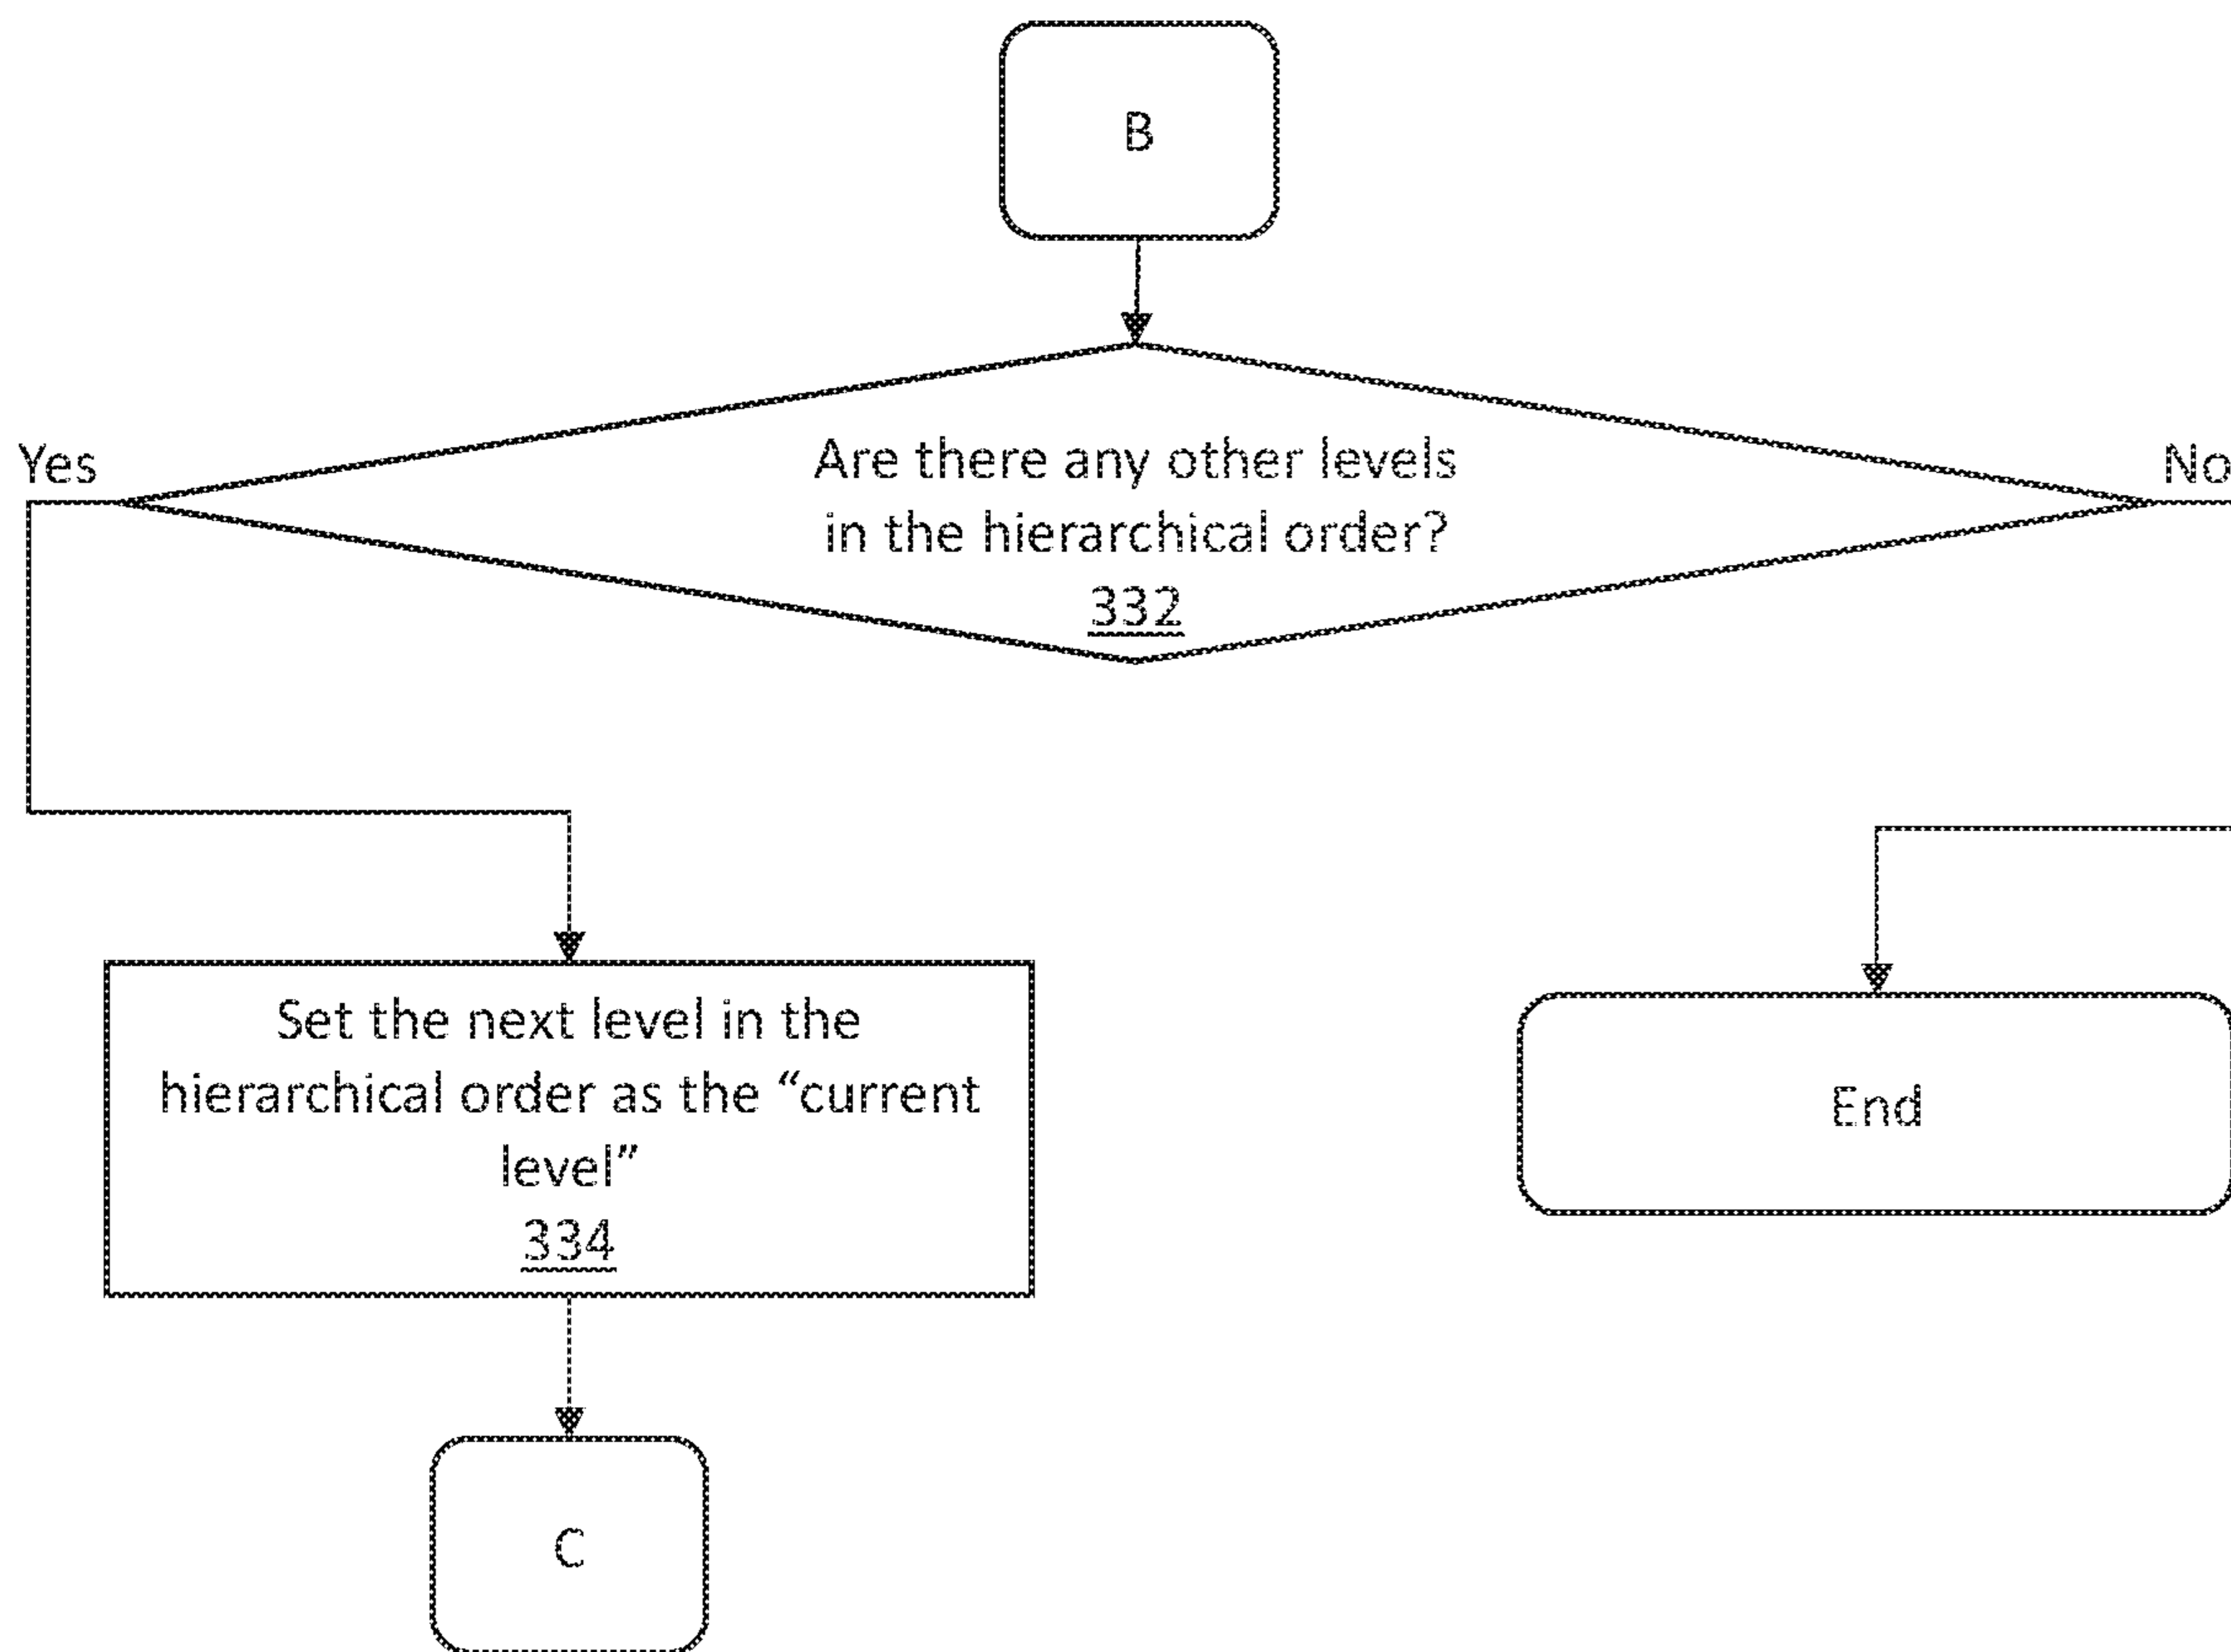 B
Yes
Are there any other levels
in the hierarchical order?
332
No
Set the next level in the
hierarchical order as the “current
level”
334
End
C